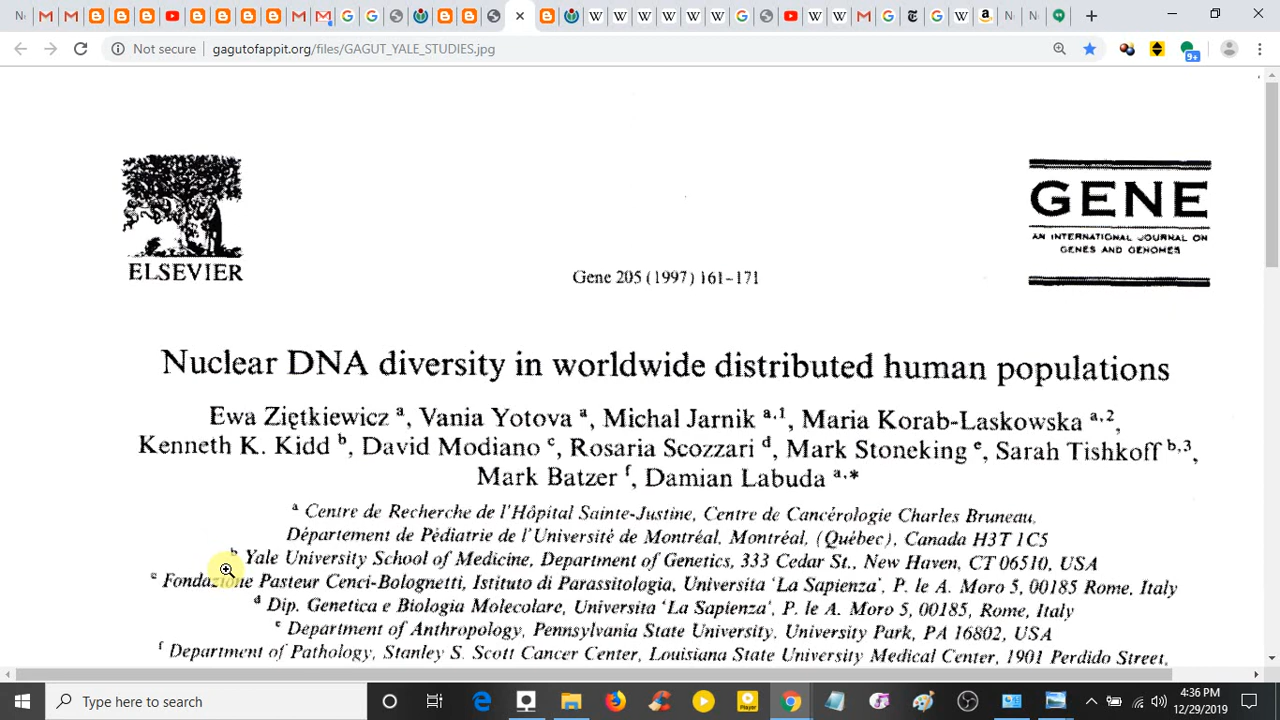 Not secure
gagutofappit.org/files/GAGUT_YALE_STUDIES.jpg
9+
ELSEVIER
GENE
AN INTERNATIONAL JOURNAL ON
GENES AND GENOMES
Gene 205 (1997) 161-171
Nuclear DNA diversity in worldwide distributed human populations
Ewa Ziętkiewicz a, Vania Yotova a, Michal Jarnik a,1, Maria Korab-Laskowska a,2,
Kenneth K. Kidd b, David Modiano c, Rosaria Scozzari d, Mark Stoneking e, Sarah Tishkoff b,3,
Mark Batzer f, Damian Labuda a,*
a Centre de Recherche de l'Hôpital Sainte-Justine, Centre de Cancérologie Charles Bruneau,
Département de Pédiatrie de l'Université de Montréal, Montréal, (Québec), Canada H3T 1C5
b Yale University School of Medicine, Department of Genetics, 333 Cedar St., New Haven, CT 06510, USA
c Fondazione Pasteur Cenci-Bolognetti, Istituto di Parassitologia, Universita 'La Sapienza', P. le A. Moro 5, 00185 Rome, Italy
d Dip. Genetica e Biologia Molecolare, Universita 'La Sapienza', P. le A. Moro 5, 00185, Rome, Italy
e Department of Anthropology, Pennsylvania State University, University Park, PA 16802, USA
f Department of Pathology, Stanley S. Scott Cancer Center, Louisiana State University Medical Center, 1901 Perdido Street,
Type here to search
Player
4:36 PM
12/29/2019